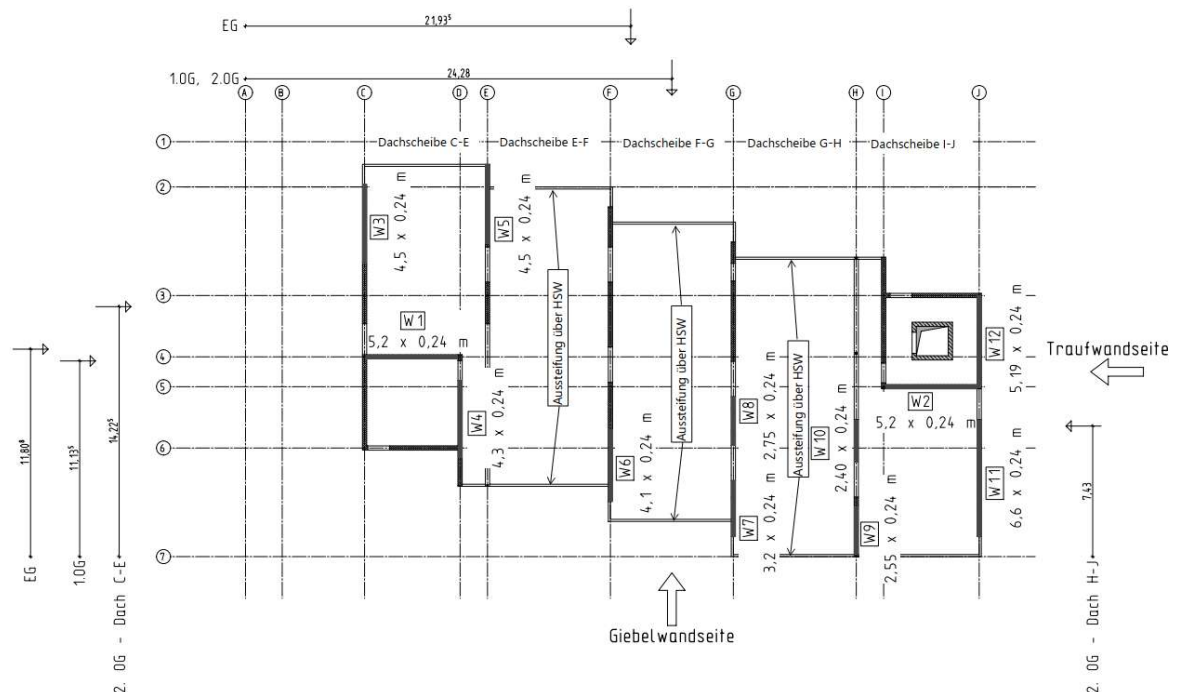 EG
21,93⁵
1.OG, 2.OG
24,28
A B C D E F G H I J
1
Dachscheibe C-E
Dachscheibe E-F
Dachscheibe F-G
Dachscheibe G-H
Dachscheibe I-J
2
W3
4,5 x 0,24 m
W5
4,5 x 0,24 m
3
W1
5,2 x 0,24 m
4
5
6
7
W4
4,3 x 0,24 m
Aussteifung über HSW
W6
4,1 x 0,24 m
Aussteifung über HSW
W8
2,75 x 0,24 m
W7
3,2 x 0,24 m
Aussteifung über HSW
W10
2,40 x 0,24 m
W9
2,55 x 0,24 m
W12
5,19 x 0,24 m
W2
5,2 x 0,24 m
W11
6,6 x 0,24 m
Traufwandseite
Giebelwandseite
11,80⁸
EG
11,13⁵
1.OG
14,22⁵
2. OG - Dach C-E
7,43
2. OG - Dach H-J